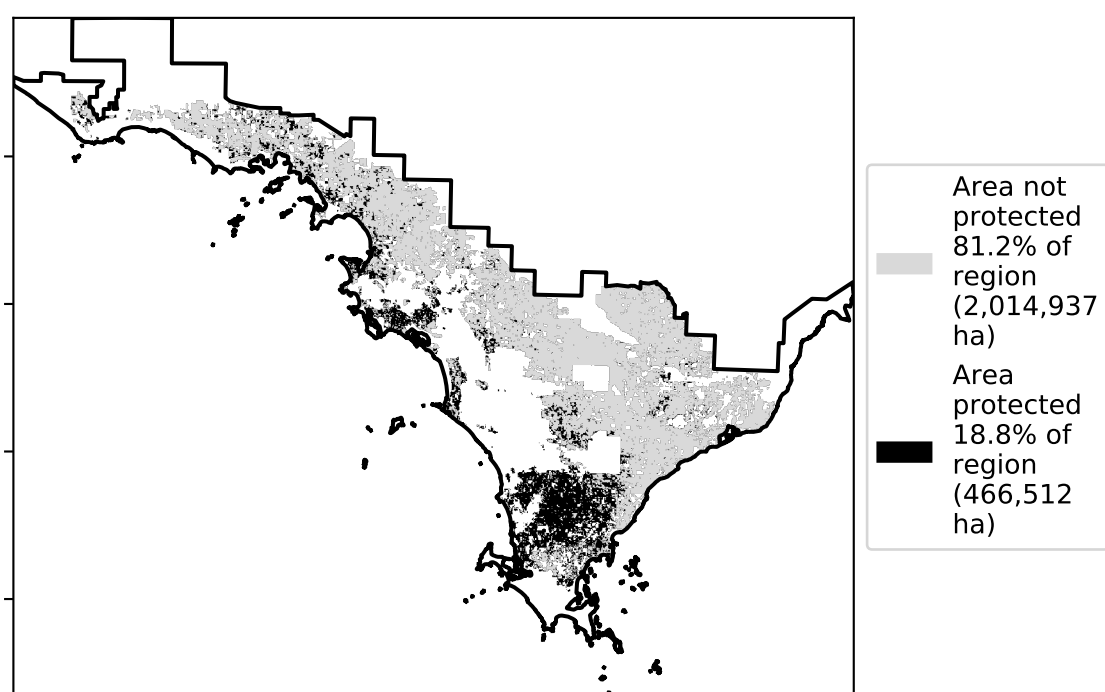 Area not
protected
81.2% of
region
(2,014,937
ha)
Area
protected
18.8% of
region
(466,512
ha)